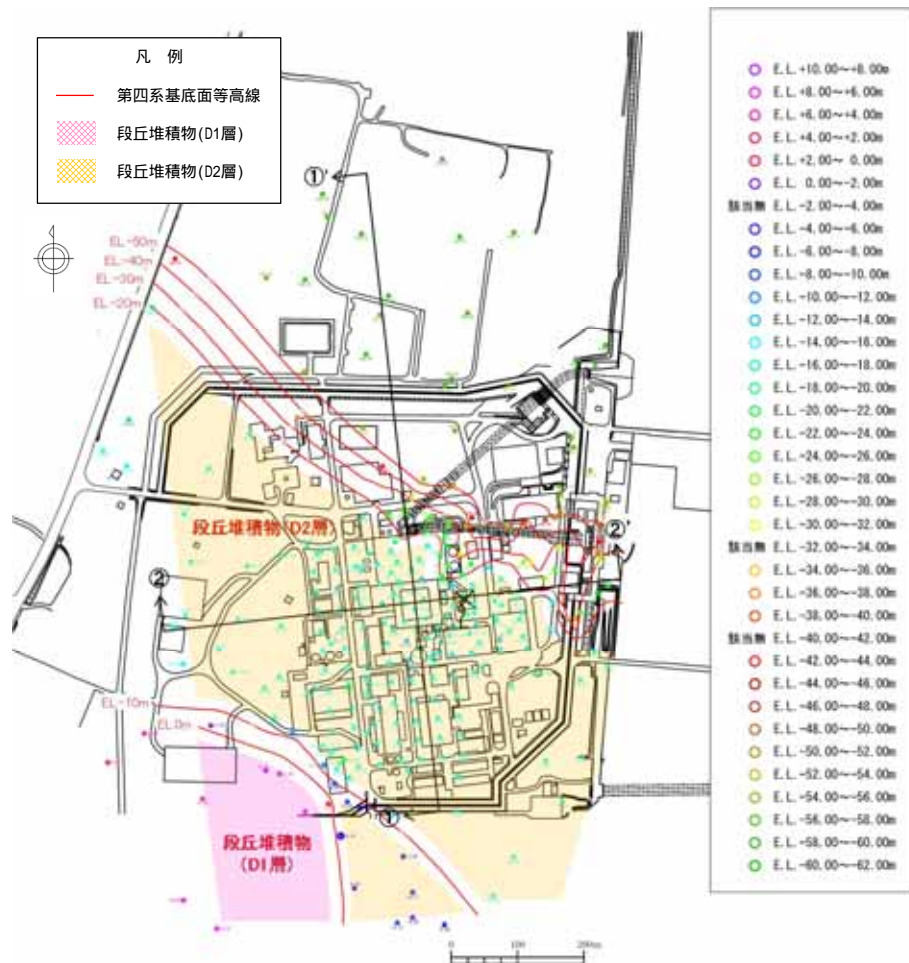 凡 例
第四系基底面等高線
段丘堆積物(D1層)
段丘堆積物(D2層)
①'
EL-50m
EL-40m
EL-30m
EL-20m
段丘堆積物(D2層)
②'
②
EL-10m
EL.0m
①
段丘堆積物
(D1層)
0 100 200m
E.L.+10.00～+8.00m
E.L.+8.00～+6.00m
E.L.+6.00～+4.00m
E.L.+4.00～+2.00m
E.L.+2.00～ 0.00m
E.L. 0.00～-2.00m
該当無 E.L.-2.00～-4.00m
E.L.-4.00～-6.00m
E.L.-6.00～-8.00m
E.L.-8.00～-10.00m
E.L.-10.00～-12.00m
E.L.-12.00～-14.00m
E.L.-14.00～-16.00m
E.L.-16.00～-18.00m
E.L.-18.00～-20.00m
E.L.-20.00～-22.00m
E.L.-22.00～-24.00m
E.L.-24.00～-26.00m
E.L.-26.00～-28.00m
E.L.-28.00～-30.00m
E.L.-30.00～-32.00m
該当無 E.L.-32.00～-34.00m
E.L.-34.00～-36.00m
E.L.-36.00～-38.00m
E.L.-38.00～-40.00m
該当無 E.L.-40.00～-42.00m
E.L.-42.00～-44.00m
E.L.-44.00～-46.00m
E.L.-46.00～-48.00m
E.L.-48.00～-50.00m
E.L.-50.00～-52.00m
E.L.-52.00～-54.00m
E.L.-54.00～-56.00m
E.L.-56.00～-58.00m
E.L.-58.00～-60.00m
E.L.-60.00～-62.00m